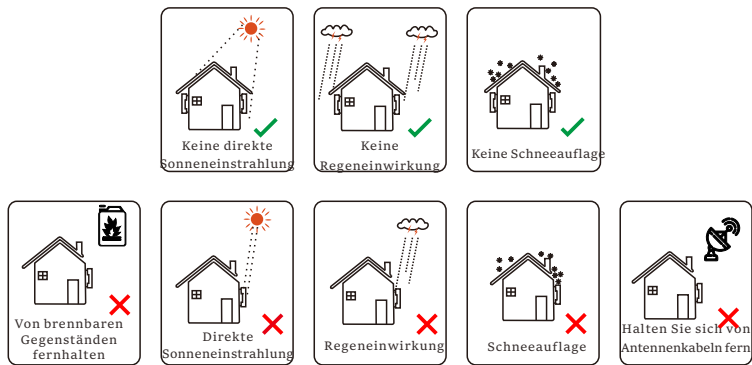 Keine direkte
Sonneneinstrahlung
Keine
Regeneinwirkung
Keine Schneeauflage
Von brennbaren
Gegenständen
fernhalten
Direkte
Sonneneinstrahlung
Regeneinwirkung
Schneeauflage
Halten Sie sich von
Antennenkabeln fern